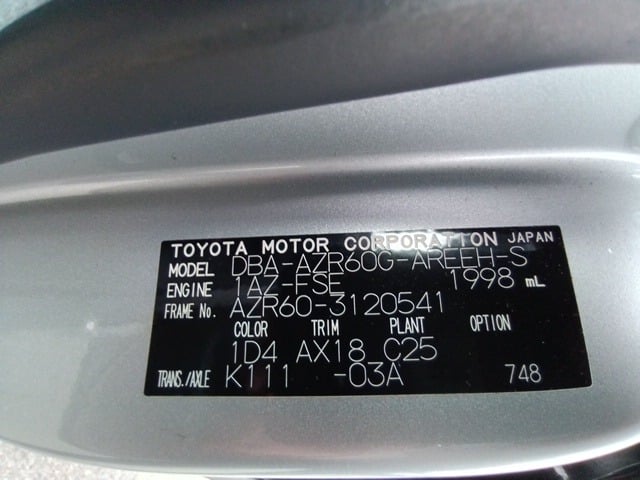 TOYOTA MOTOR CORPORATION JAPAN
MODEL DBA-AZR60G-AREEH-S
ENGINE 1AZ-FSE 1998 mL
FRAME No. AZR60-3120541
COLOR TRIM PLANT OPTION
1D4 AX18 C25
TRANS./AXLE K111 -03A 748